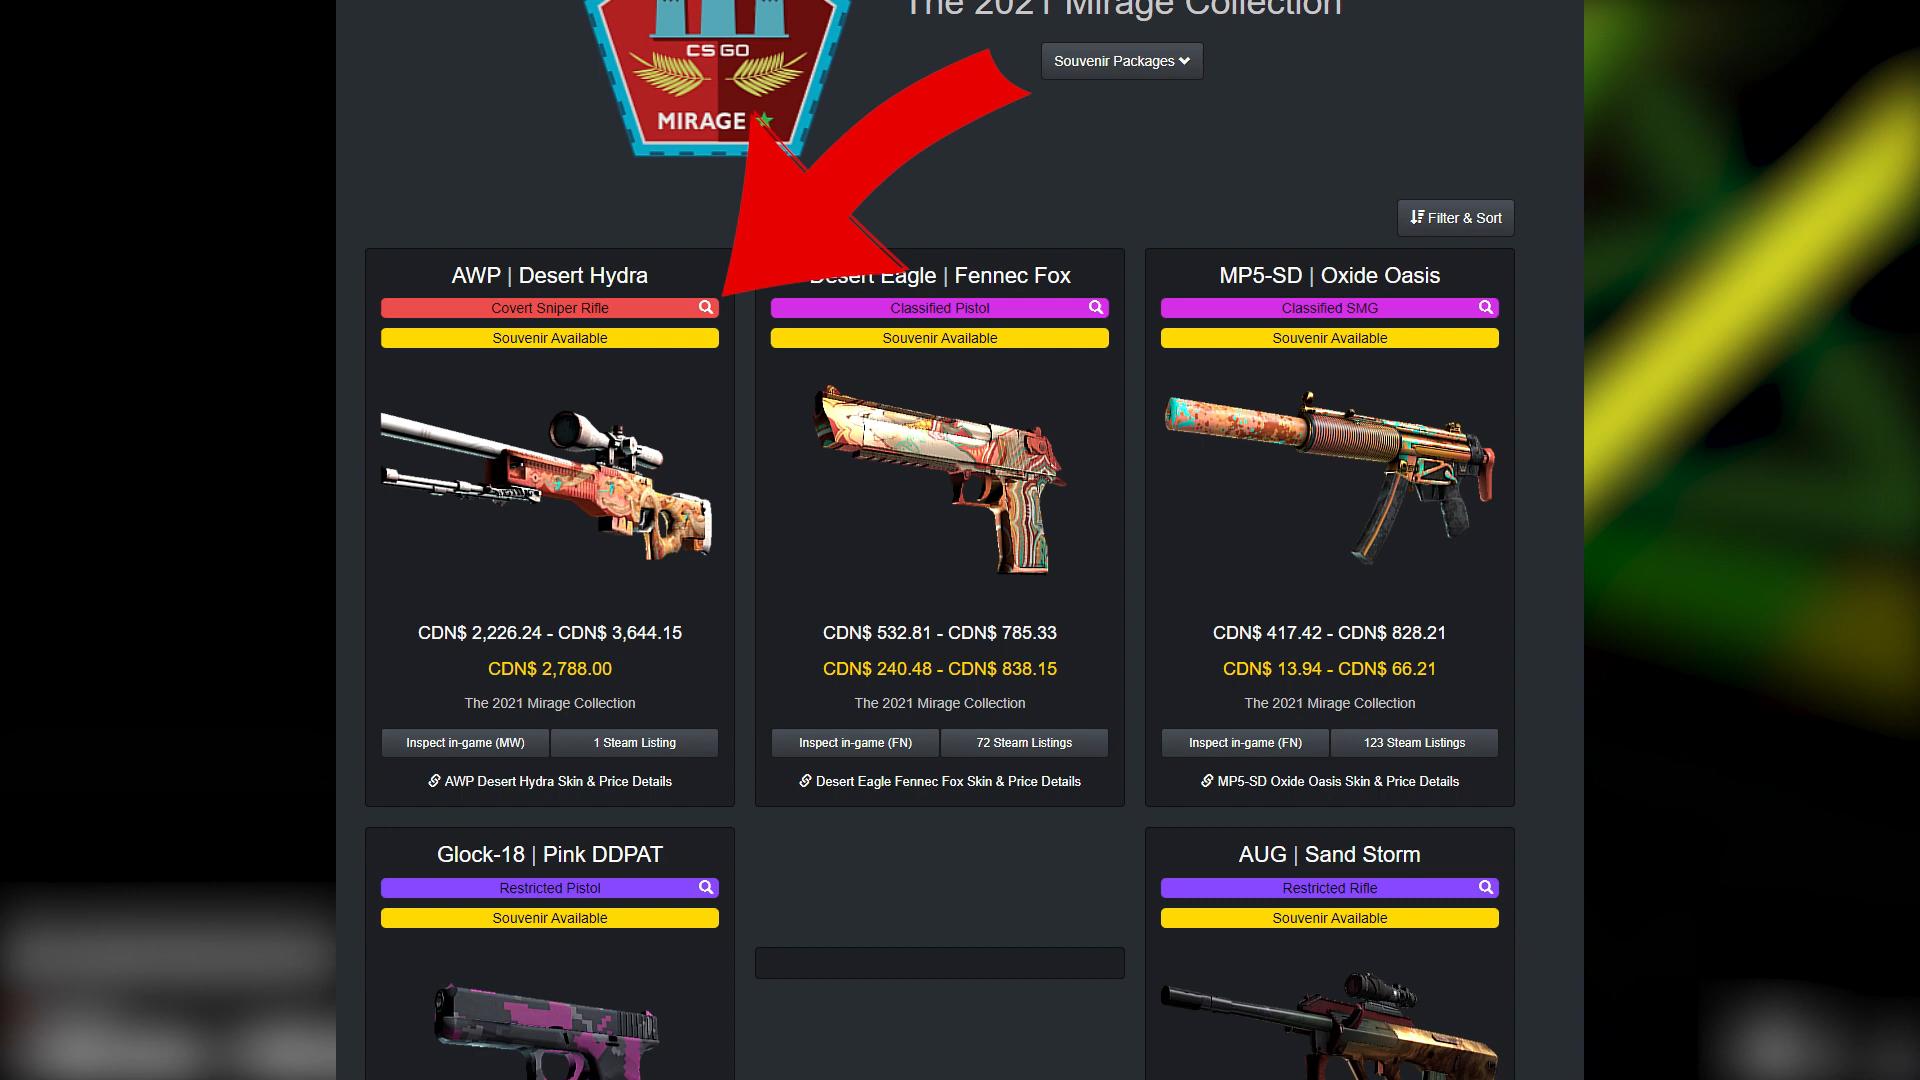 The 2021 Mirage Collection
CS GO
MIRAGE
Souvenir Packages
Filter & Sort
AWP | Desert Hydra
Covert Sniper Rifle
Souvenir Available
CDN$ 2,226.24 - CDN$ 3,644.15
CDN$ 2,788.00
The 2021 Mirage Collection
Inspect in-game (MW)
1 Steam Listing
AWP Desert Hydra Skin & Price Details
Desert Eagle | Fennec Fox
Classified Pistol
Souvenir Available
CDN$ 532.81 - CDN$ 785.33
CDN$ 240.48 - CDN$ 838.15
The 2021 Mirage Collection
Inspect in-game (FN)
72 Steam Listings
Desert Eagle Fennec Fox Skin & Price Details
MP5-SD | Oxide Oasis
Classified SMG
Souvenir Available
CDN$ 417.42 - CDN$ 828.21
CDN$ 13.94 - CDN$ 66.21
The 2021 Mirage Collection
Inspect in-game (FN)
123 Steam Listings
MP5-SD Oxide Oasis Skin & Price Details
Glock-18 | Pink DDPAT
Restricted Pistol
Souvenir Available
AUG | Sand Storm
Restricted Rifle
Souvenir Available